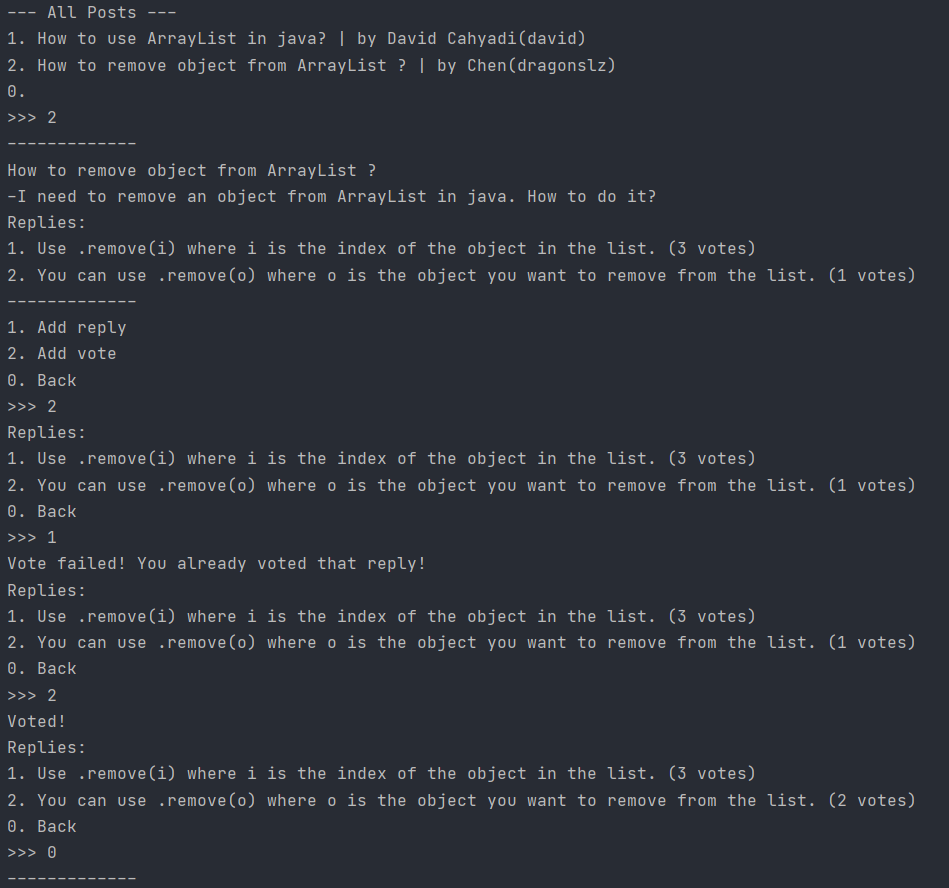 --- All Posts ---
1. How to use ArrayList in java? | by David Cahyadi(david)
2. How to remove object from ArrayList ? | by Chen(dragonslz)
0.
>>> 2
-------------
How to remove object from ArrayList ?
-I need to remove an object from ArrayList in java. How to do it?
Replies:
1. Use .remove(i) where i is the index of the object in the list. (3 votes)
2. You can use .remove(o) where o is the object you want to remove from the list. (1 votes)
-------------
1. Add reply
2. Add vote
0. Back
>>> 2
Replies:
1. Use .remove(i) where i is the index of the object in the list. (3 votes)
2. You can use .remove(o) where o is the object you want to remove from the list. (1 votes)
0. Back
>>> 1
Vote failed! You already voted that reply!
Replies:
1. Use .remove(i) where i is the index of the object in the list. (3 votes)
2. You can use .remove(o) where o is the object you want to remove from the list. (1 votes)
0. Back
>>> 2
Voted!
Replies:
1. Use .remove(i) where i is the index of the object in the list. (3 votes)
2. You can use .remove(o) where o is the object you want to remove from the list. (2 votes)
0. Back
>>> 0
-------------